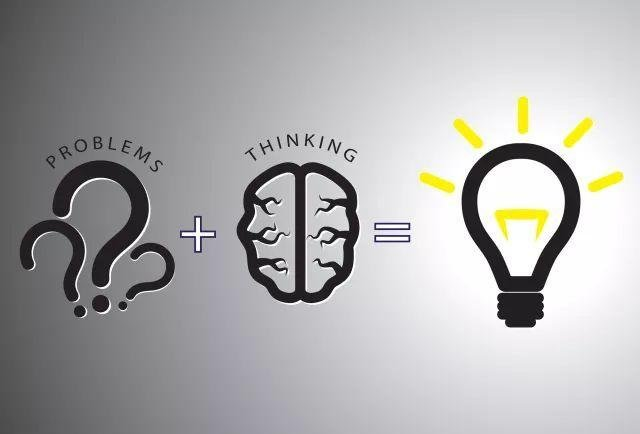 PROBLEMS
THINKING
+
=